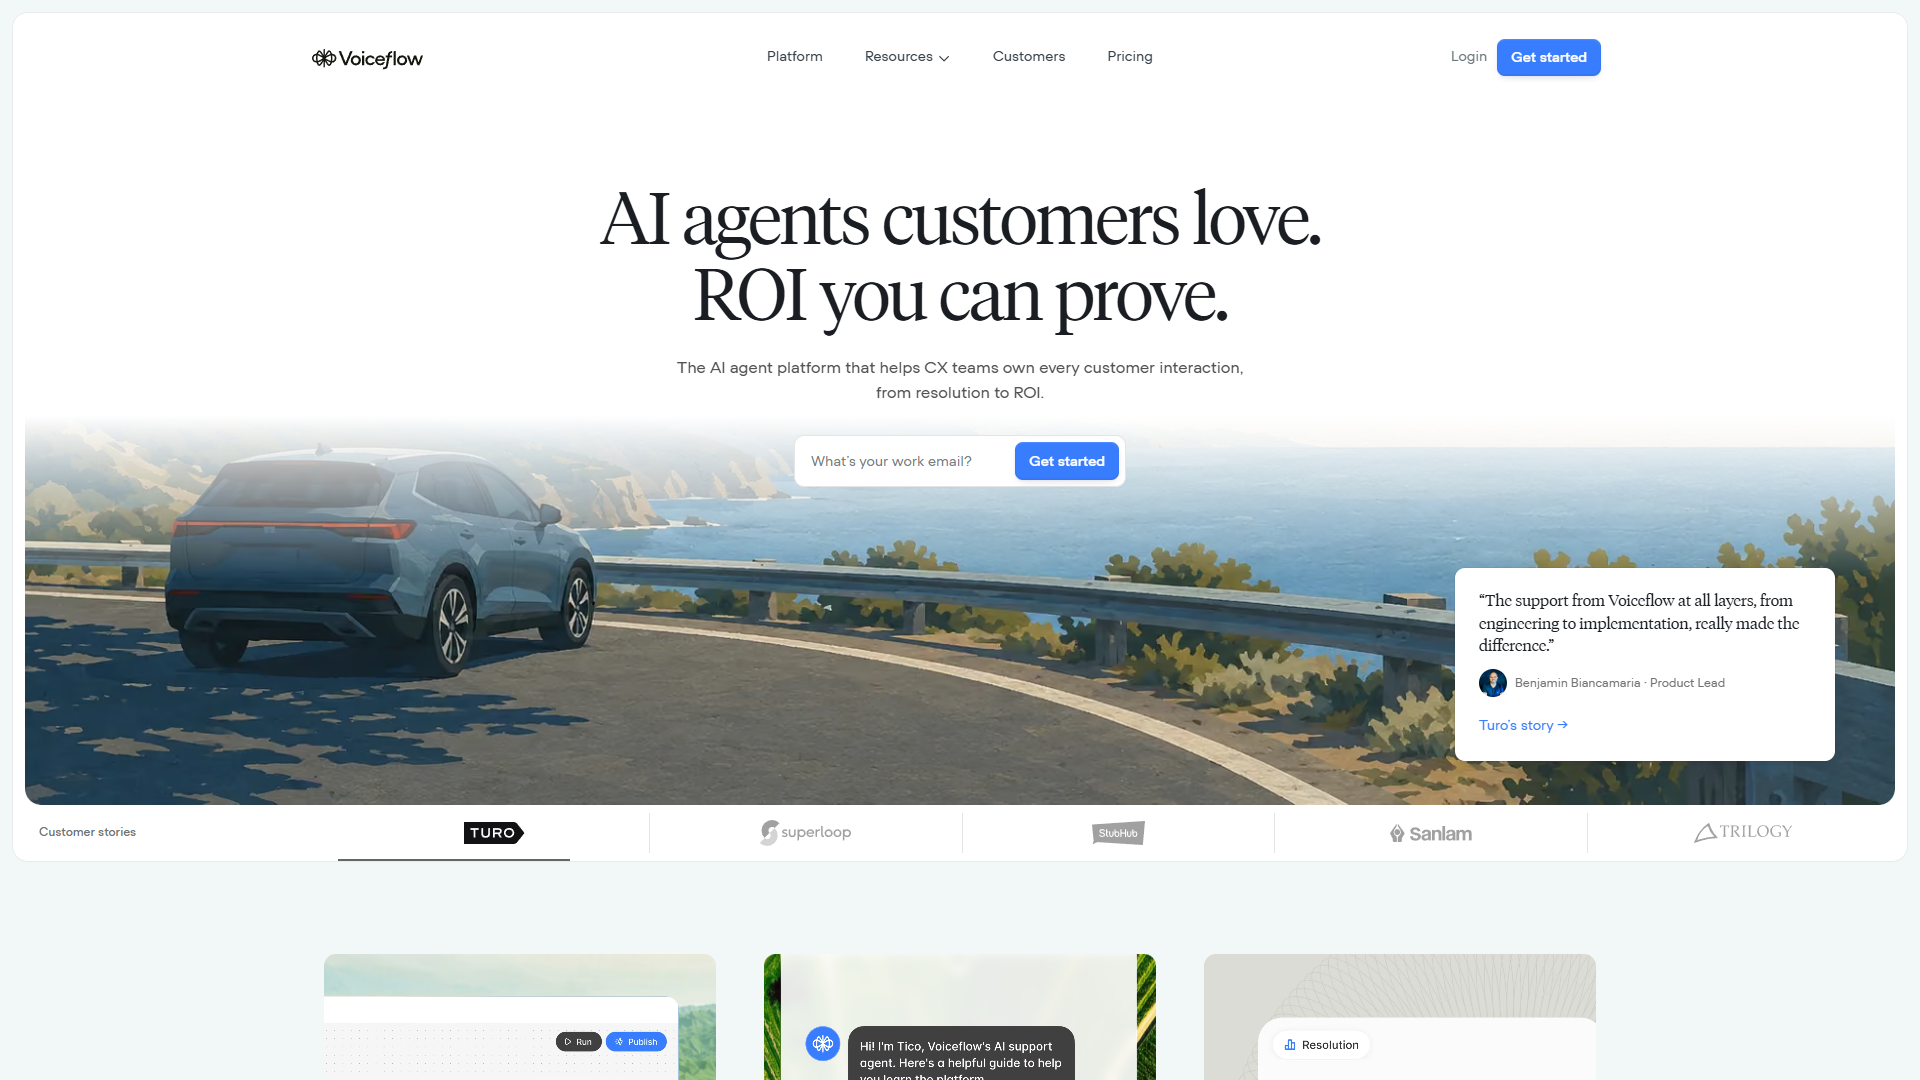 Voiceflow
Platform
Resources
Customers
Pricing
Login
Get started
AI agents customers love.
ROI you can prove.
The AI agent platform that helps CX teams own every customer interaction,
from resolution to ROI.
What's your work email?
Get started
“The support from Voiceflow at all layers, from
engineering to implementation, really made the
difference.”
Benjamin Biancamaria · Product Lead
Turo's story →
Customer stories
TURO
superloop
StubHub
Sanlam
TRILOGY
Run
Publish
Hi! I'm Tico, Voiceflow's AI support
agent. Here's a helpful guide to help
you learn the platform
Resolution